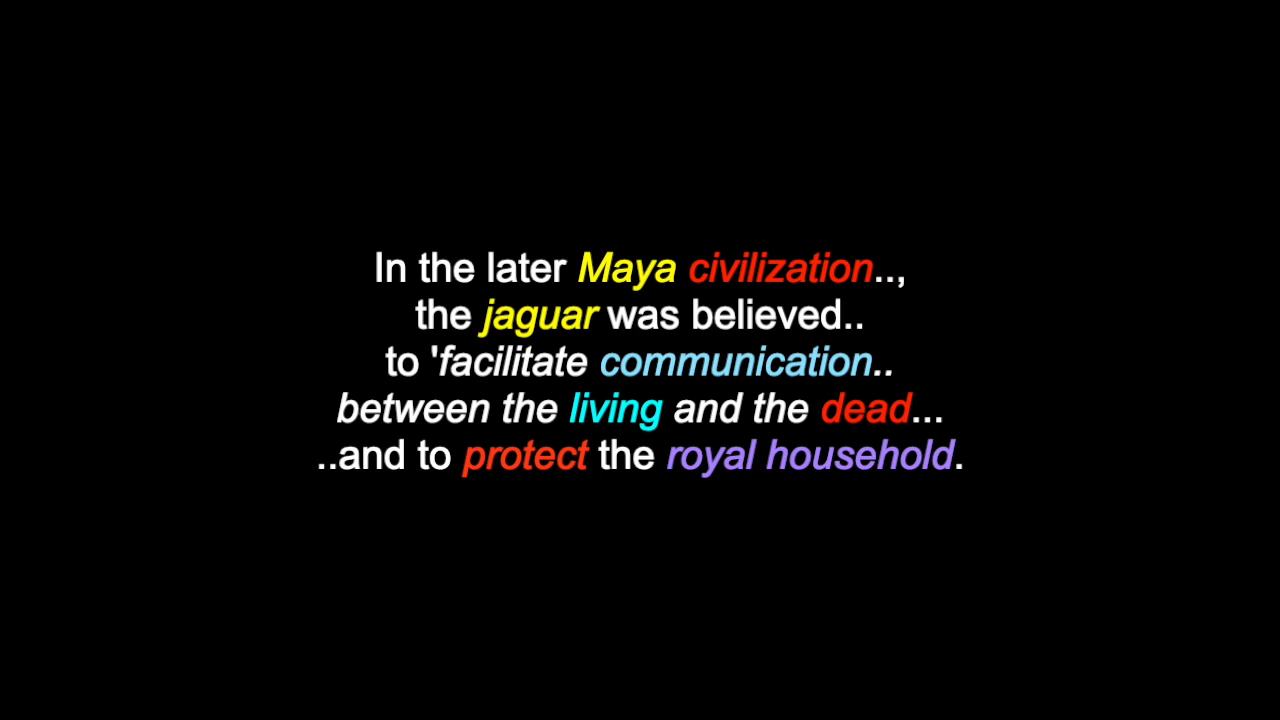 In the later Maya civilization..,
the jaguar was believed..
to 'facilitate communication..
between the living and the dead...
..and to protect the royal household.